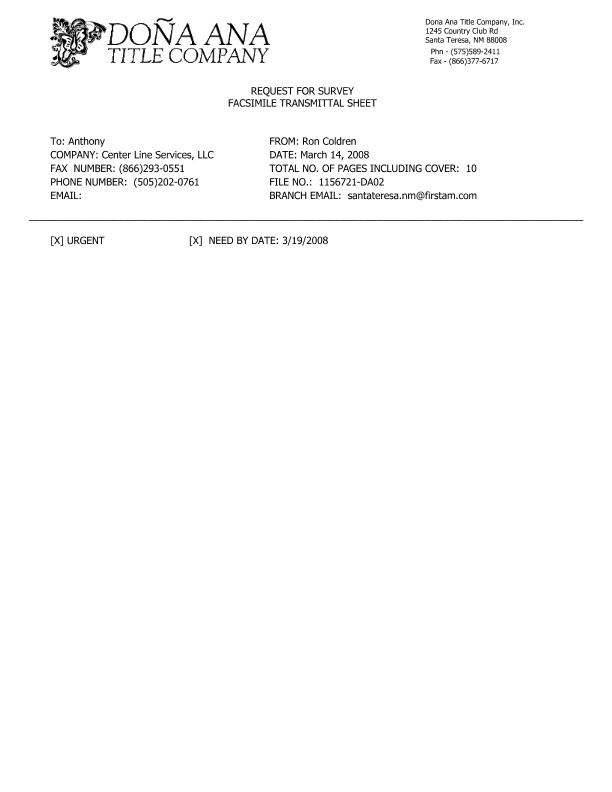 DOÑA ANA
TITLE COMPANY
Dona Ana Title Company, Inc.
1245 Country Club Rd
Santa Teresa, NM 88008
Phn - (575)589-2411
Fax - (866)377-6717
REQUEST FOR SURVEY
FACSIMILE TRANSMITTAL SHEET
To: Anthony
COMPANY: Center Line Services, LLC
FAX  NUMBER: (866)293-0551
PHONE NUMBER:  (505)202-0761
EMAIL:
FROM: Ron Coldren
DATE: March 14, 2008
TOTAL NO. OF PAGES INCLUDING COVER:  10
FILE NO.:  1156721-DA02
BRANCH EMAIL:  santateresa.nm@firstam.com
[X] URGENT
[X]  NEED BY DATE: 3/19/2008